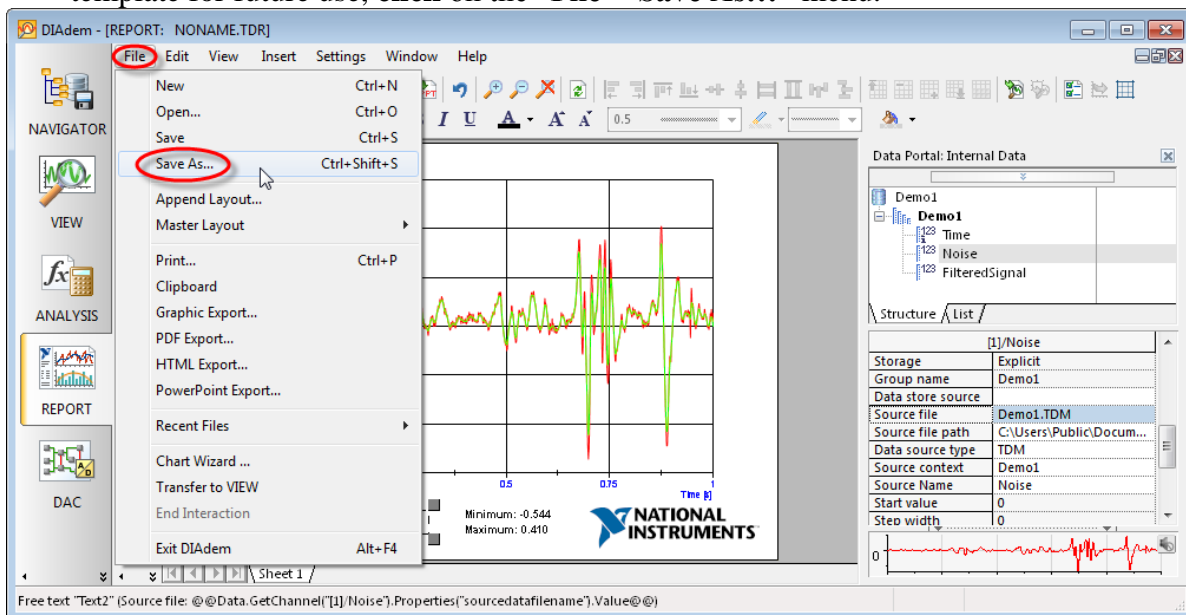 template for future use, click on the "File – Save As…" menu.
DIAdem - [REPORT: NONAME.TDR]
File Edit View Insert Settings Window Help
New Ctrl+N
Open... Ctrl+O
Save Ctrl+S
Save As... Ctrl+Shift+S
Append Layout...
Master Layout
Print... Ctrl+P
Clipboard
Graphic Export...
PDF Export...
HTML Export...
PowerPoint Export...
Recent Files
Chart Wizard ...
Transfer to VIEW
End Interaction
Exit DIAdem Alt+F4
NAVIGATOR
VIEW
ANALYSIS
REPORT
DAC
I U A A A 0.5
0.5 0.75 1
Time [s]
Minimum: -0.544
Maximum: 0.410
NATIONAL
INSTRUMENTS
Sheet 1
Data Portal: Internal Data
Demo1
Demo1
Time
Noise
FilteredSignal
Structure List
[1]/Noise
Storage Explicit
Group name Demo1
Data store source
Source file Demo1.TDM
Source file path C:\Users\Public\Docum...
Data source type TDM
Source context Demo1
Source Name Noise
Start value 0
Step width 0
0
Free text "Text2" (Source file: @@Data.GetChannel("[1]/Noise").Properties("sourcedatafilename").Value@@)